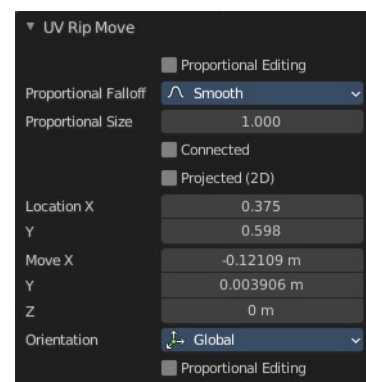 UV Rip Move
Proportional Editing
Proportional Falloff Smooth
Proportional Size 1.000
Connected
Projected (2D)
Location X 0.375
Y 0.598
Move X -0.12109 m
Y 0.003906 m
Z 0 m
Orientation Global
Proportional Editing